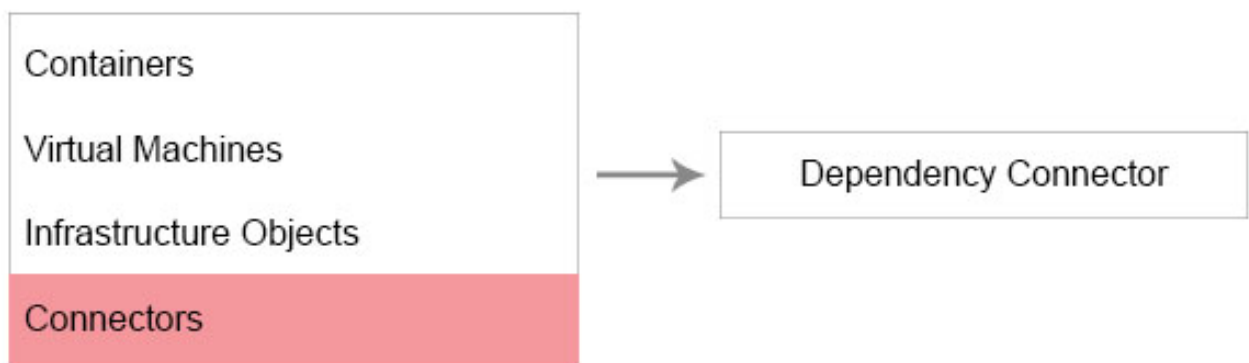 Containers
Virtual Machines
Infrastructure Objects
Connectors
Dependency Connector